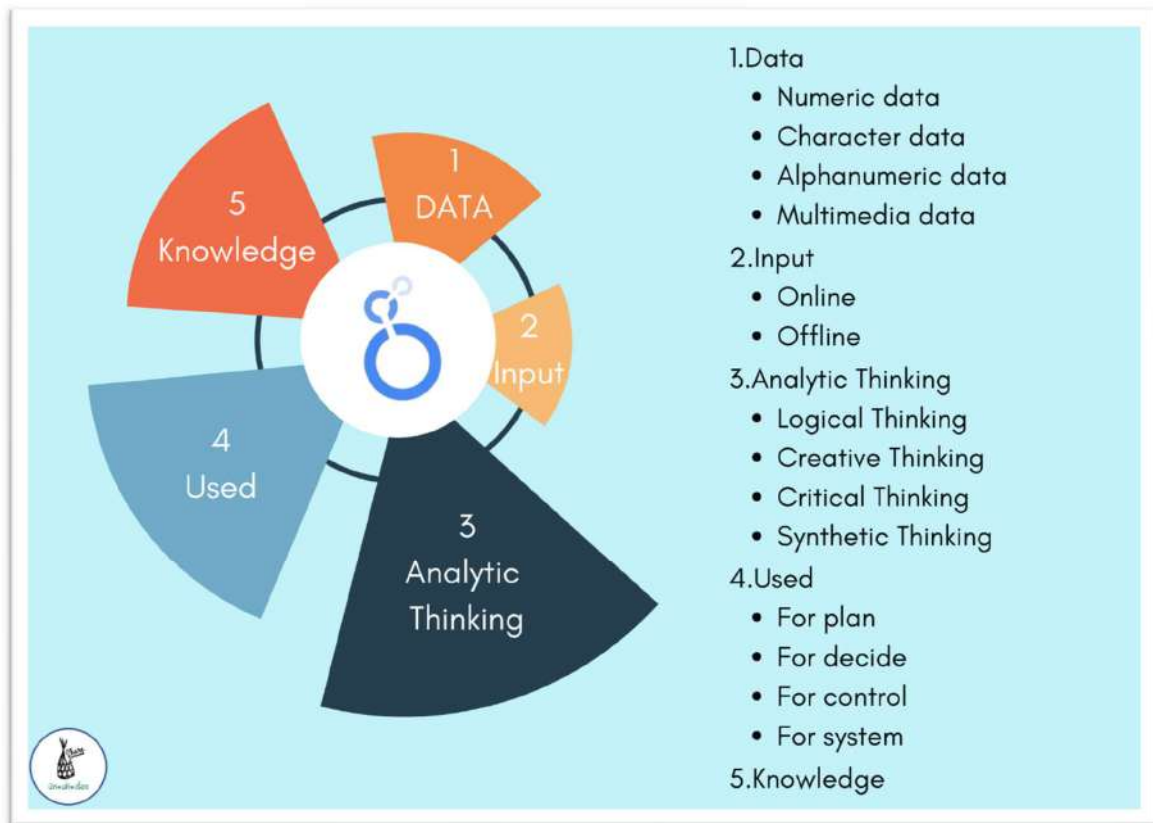 1
DATA
2
Input
3
Analytic
Thinking
4
Used
5
Knowledge
1.Data
• Numeric data
• Character data
• Alphanumeric data
• Multimedia data
2.Input
• Online
• Offline
3.Analytic Thinking
• Logical Thinking
• Creative Thinking
• Critical Thinking
• Synthetic Thinking
4.Used
• For plan
• For decide
• For control
• For system
5.Knowledge